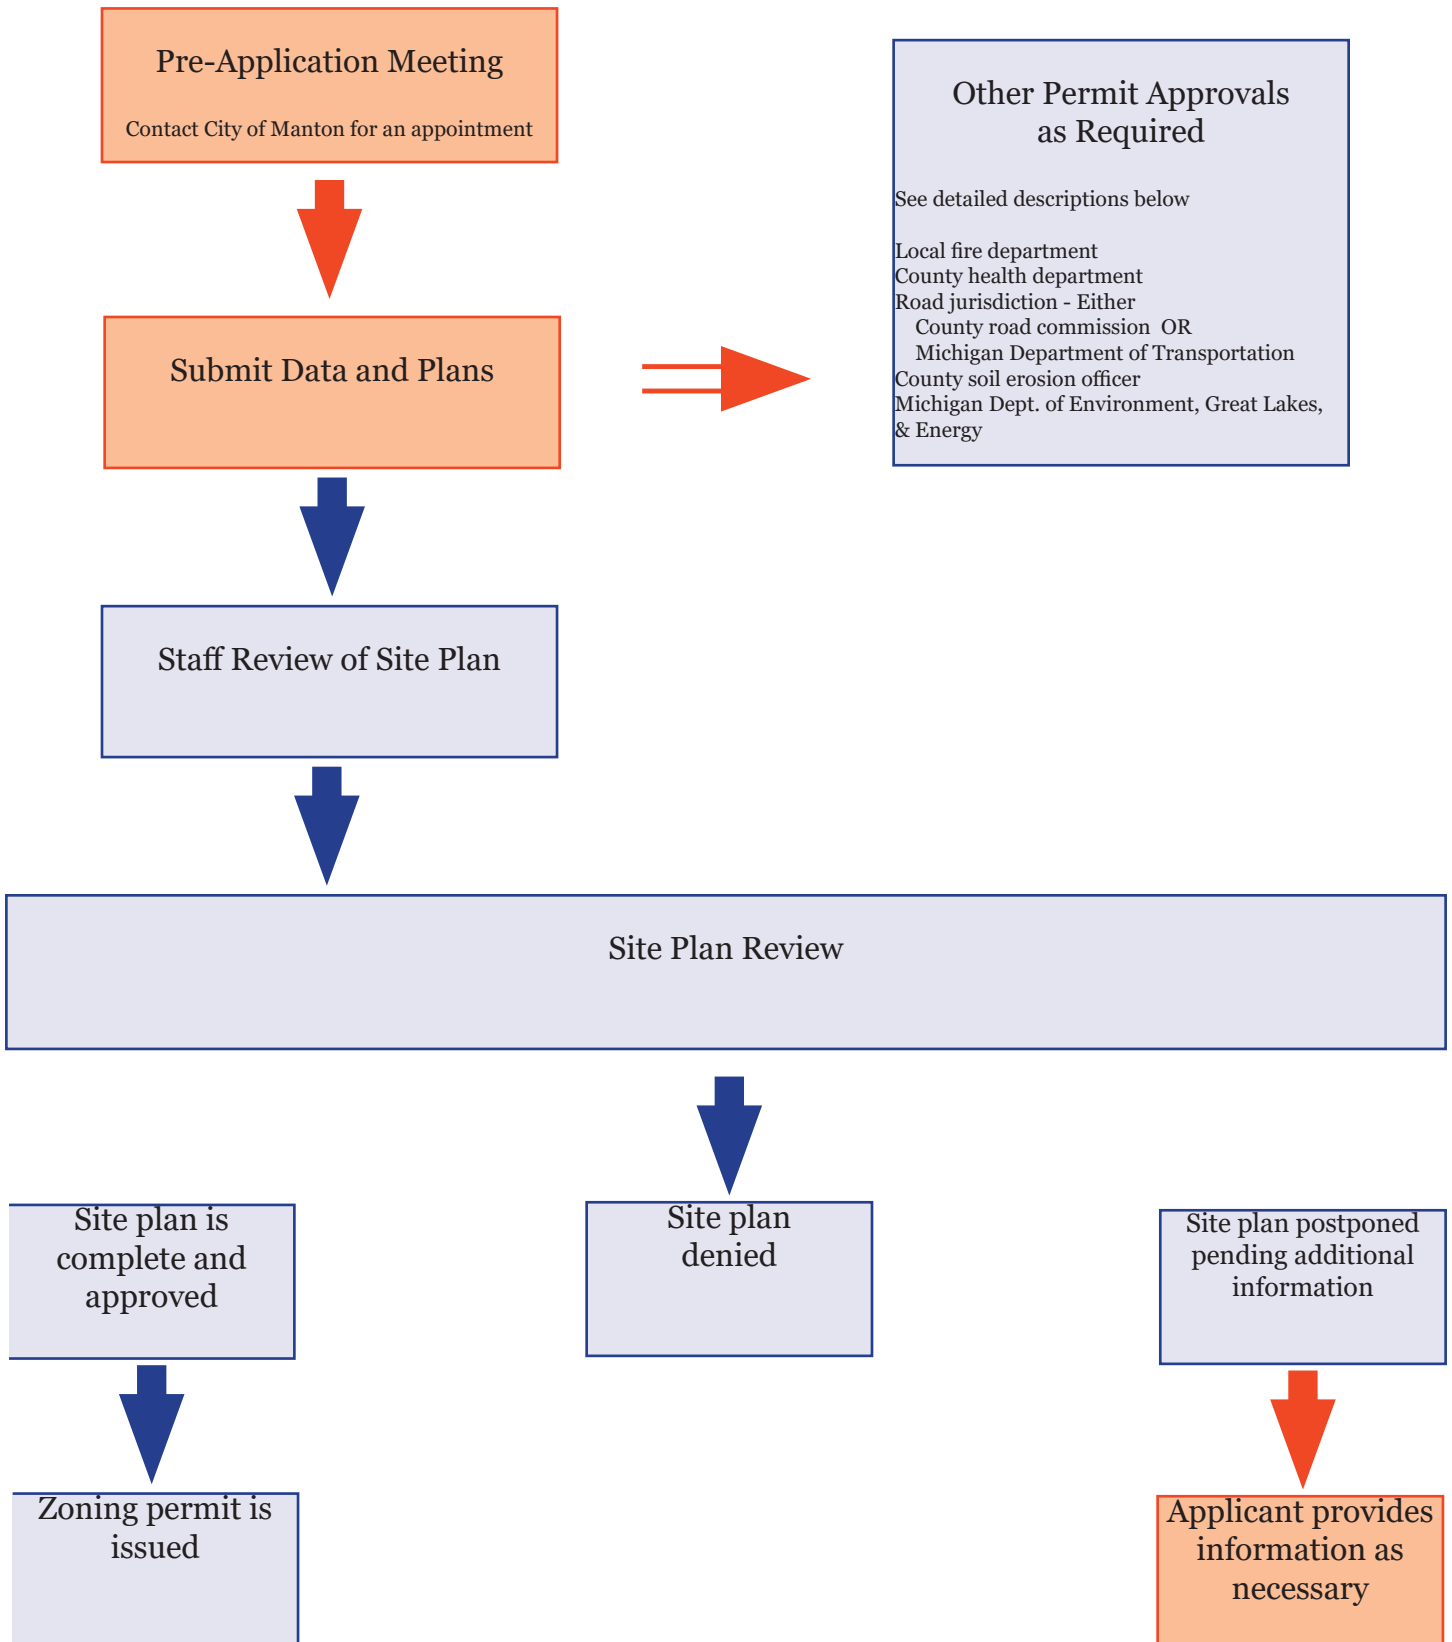 Pre-Application Meeting
Contact City of Manton for an appointment
Other Permit Approvals
as Required
See detailed descriptions below
Local fire department
County health department
Road jurisdiction - Either
County road commission OR
Michigan Department of Transportation
County soil erosion officer
Michigan Dept. of Environment, Great Lakes,
& Energy
Submit Data and Plans
Staff Review of Site Plan
Site Plan Review
Site plan is
complete and
approved
Site plan
denied
Site plan postponed
pending additional
information
Zoning permit is
issued
Applicant provides
information as
necessary